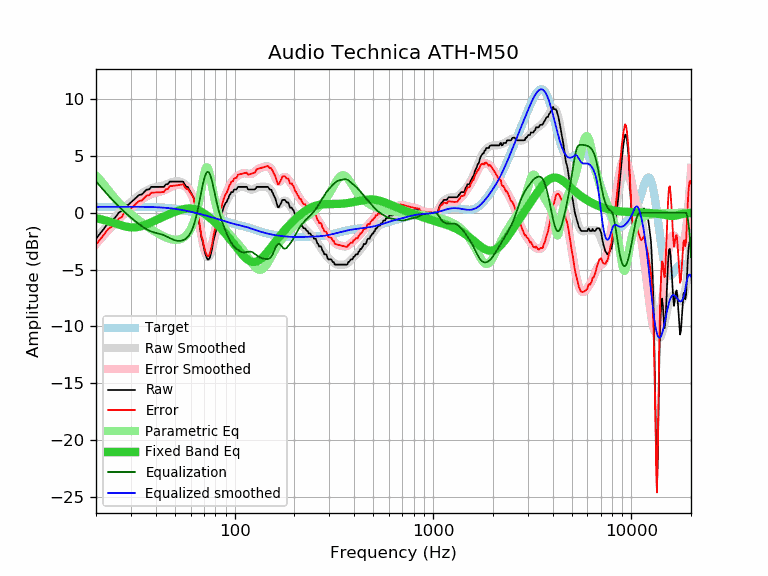 Audio Technica ATH-M50
Amplitude (dBr)
10
5
0
−5
−10
−15
−20
−25
Target
Raw Smoothed
Error Smoothed
Raw
Error
Parametric Eq
Fixed Band Eq
Equalization
Equalized smoothed
100
1000
10000
Frequency (Hz)